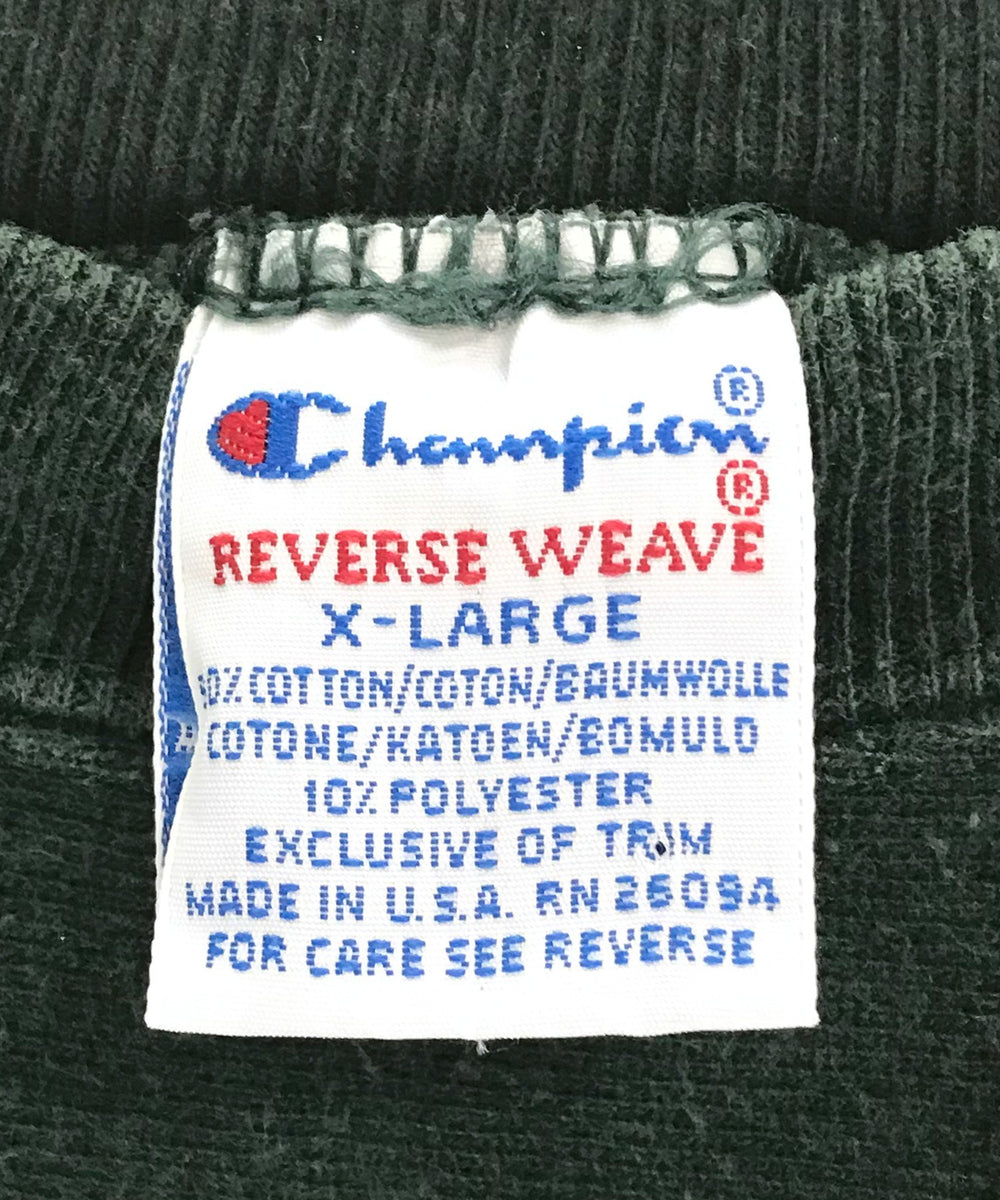 Champion®
®
REVERSE WEAVE
X-LARGE
COTTON/COTON/BAUMWOLLE
COTONE/KATOEN/BOMULD
10% POLYESTER
EXCLUSIVE OF TRIM
MADE IN U.S.A. RN 26094
FOR CARE SEE REVERSE